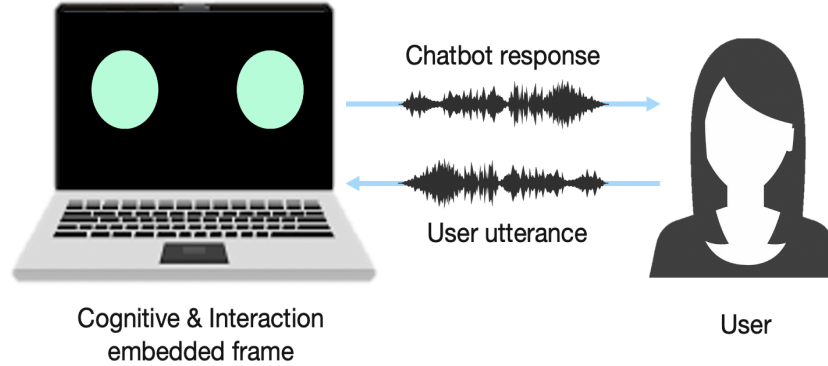 Chatbot response
User utterance
Cognitive & Interaction
embedded frame
User